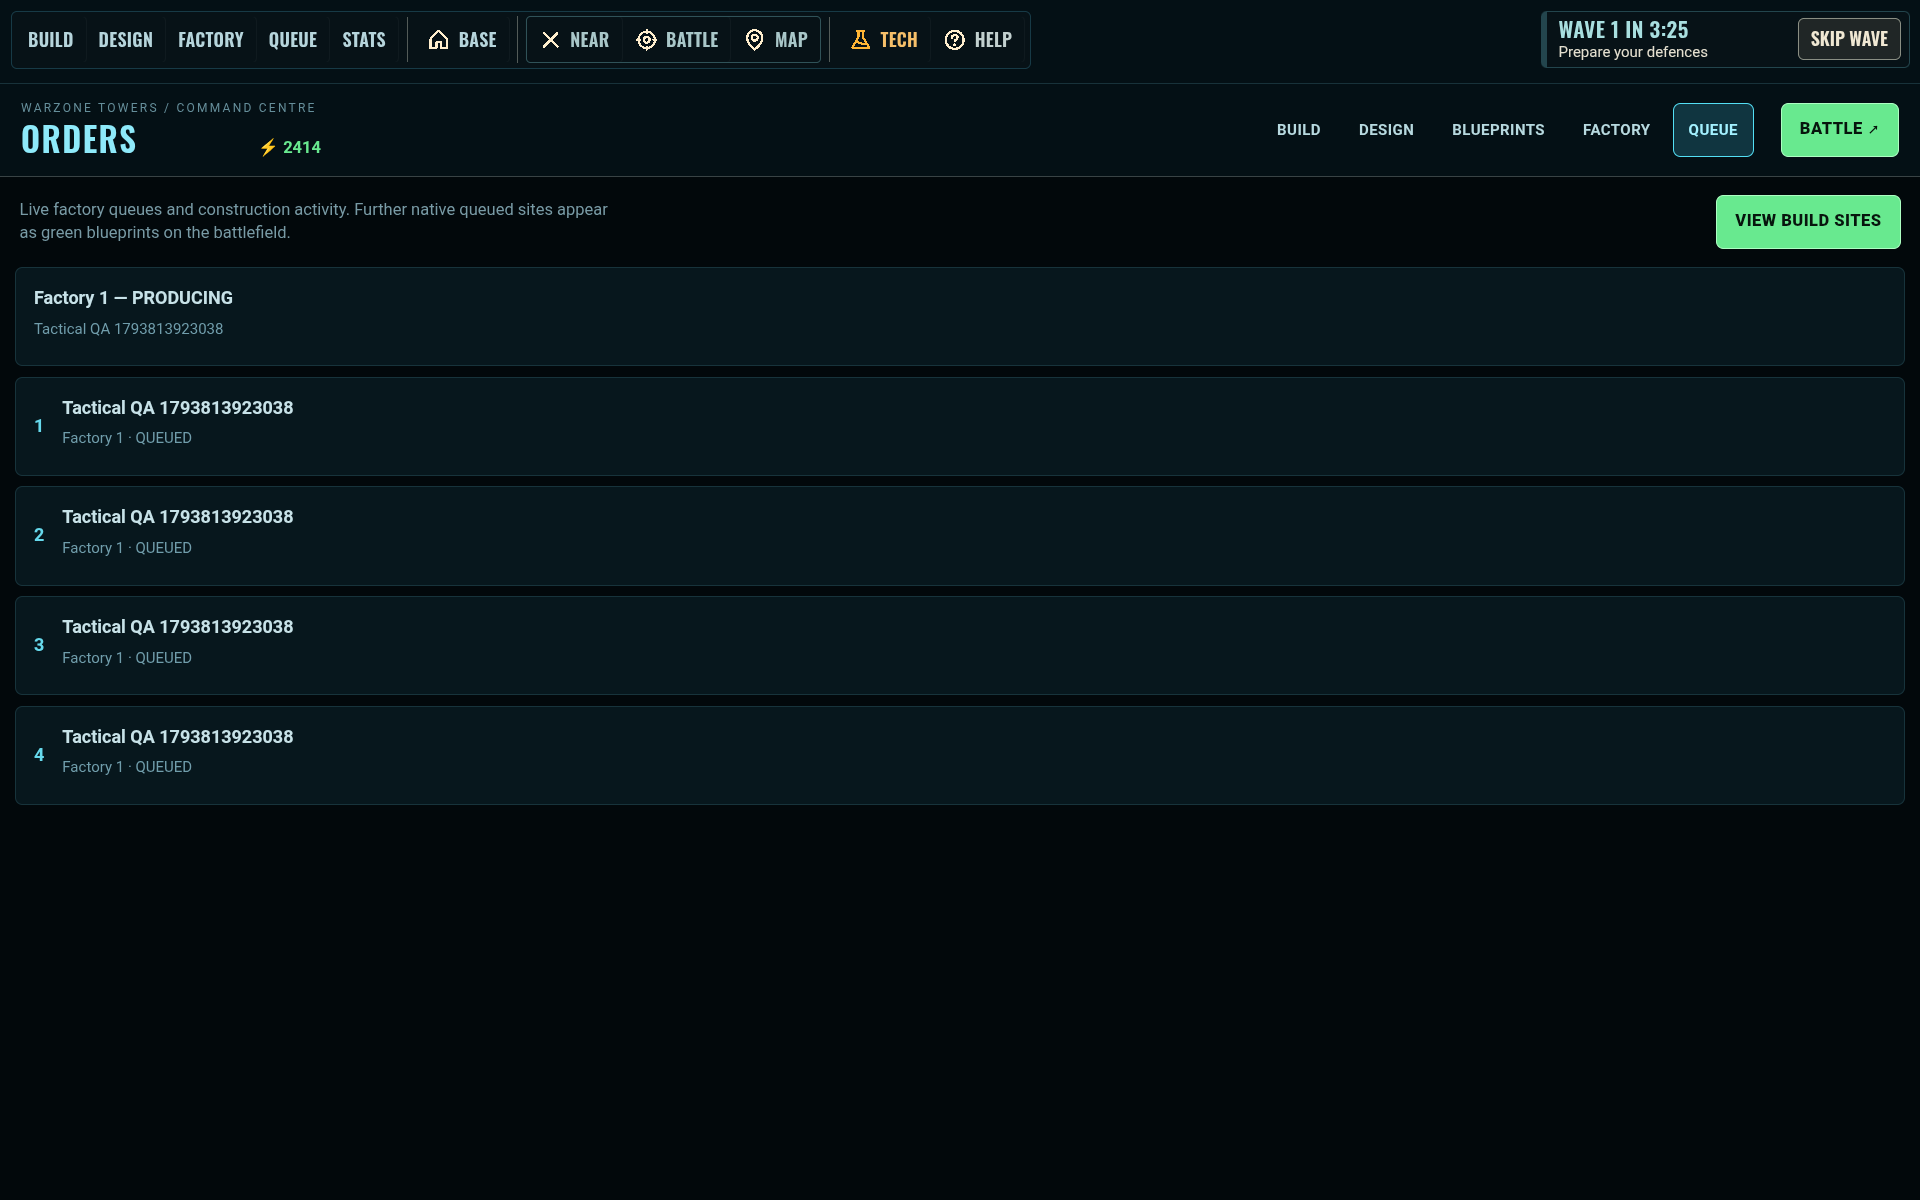 BUILD DESIGN FACTORY QUEUE STATS BASE NEAR BATTLE MAP TECH HELP
WAVE 1 IN 3:25
Prepare your defences
SKIP WAVE
WARZONE TOWERS / COMMAND CENTRE
ORDERS
⚡ 2414
BUILD DESIGN BLUEPRINTS FACTORY QUEUE BATTLE ↗
Live factory queues and construction activity. Further native queued sites appear
as green blueprints on the battlefield.
VIEW BUILD SITES
Factory 1 — PRODUCING
Tactical QA 1793813923038
1
Tactical QA 1793813923038
Factory 1 · QUEUED
2
Tactical QA 1793813923038
Factory 1 · QUEUED
3
Tactical QA 1793813923038
Factory 1 · QUEUED
4
Tactical QA 1793813923038
Factory 1 · QUEUED